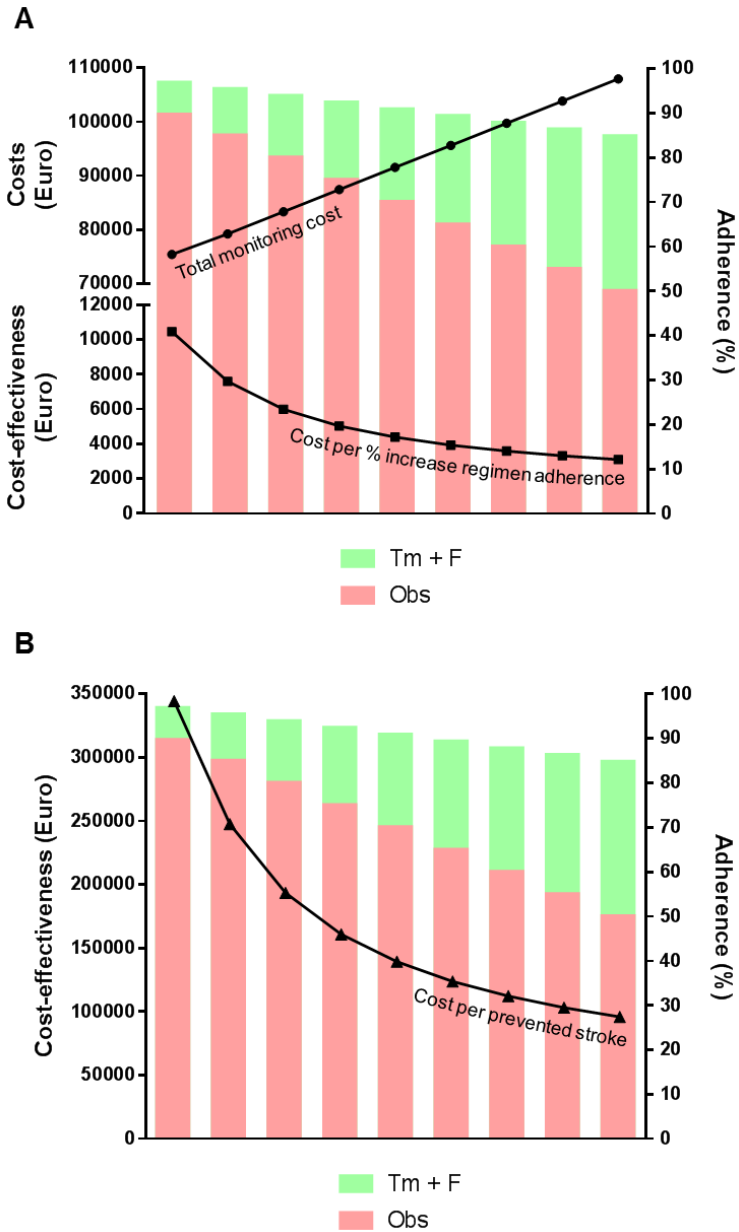 A
110000
100000
90000
80000
70000
12000
10000
8000
6000
4000
2000
0
Costs
(Euro)
Cost-effectiveness
(Euro)
Total monitoring cost
Cost per % increase regimen adherence
100
90
80
70
60
50
40
30
20
10
0
Adherence (%)
Tm + F
Obs
B
350000
300000
250000
200000
150000
100000
50000
0
Cost-effectiveness (Euro)
Cost per prevented stroke
100
90
80
70
60
50
40
30
20
10
0
Adherence (%)
Tm + F
Obs